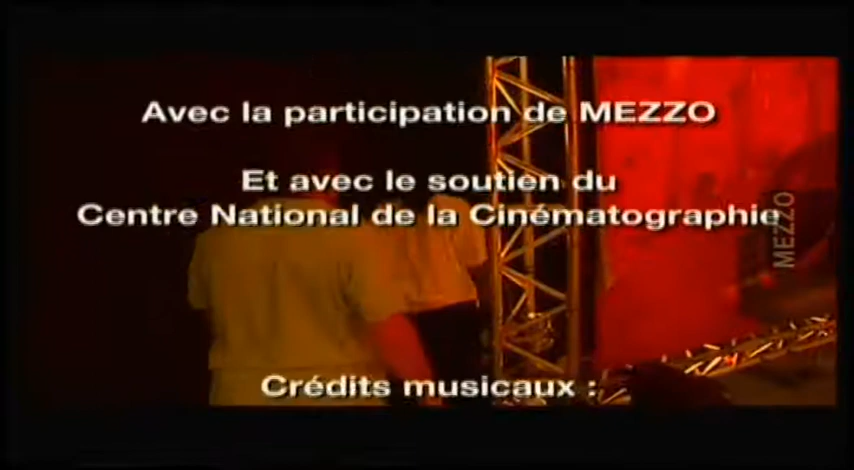 Avec la participation de MEZZO
Et avec le soutien du
Centre National de la Cinématographie
MEZZO
Crédits musicaux :